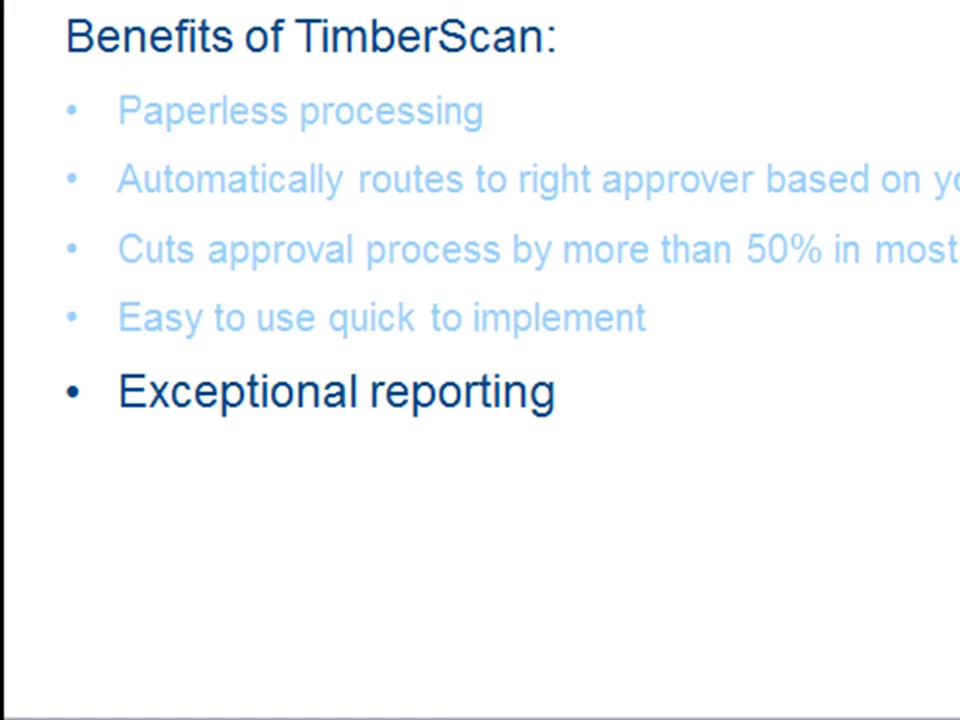 Benefits of TimberScan:
• Paperless processing
• Automatically routes to right approver based on
• Cuts approval process by more than 50% in most
• Easy to use quick to implement
• Exceptional reporting